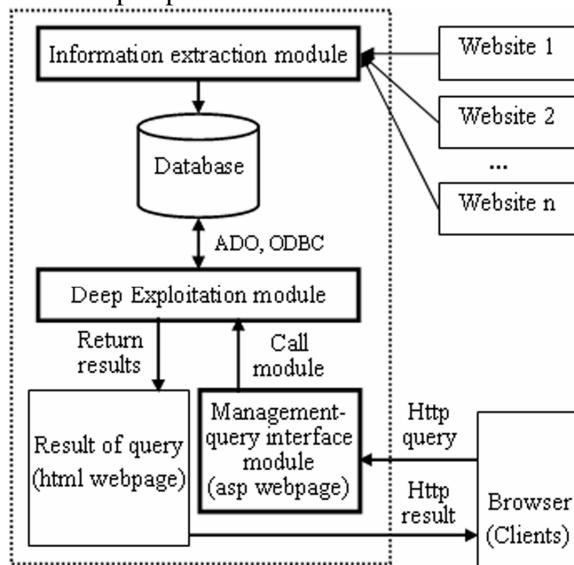 Information extraction module
Website 1
Website 2
...
Website n
Database
ADO, ODBC
Deep Exploitation module
Return
results
Call
module
Result of query
(html webpage)
Management-
query interface
module
(asp webpage)
Http
query
Http
result
Browser
(Clients)